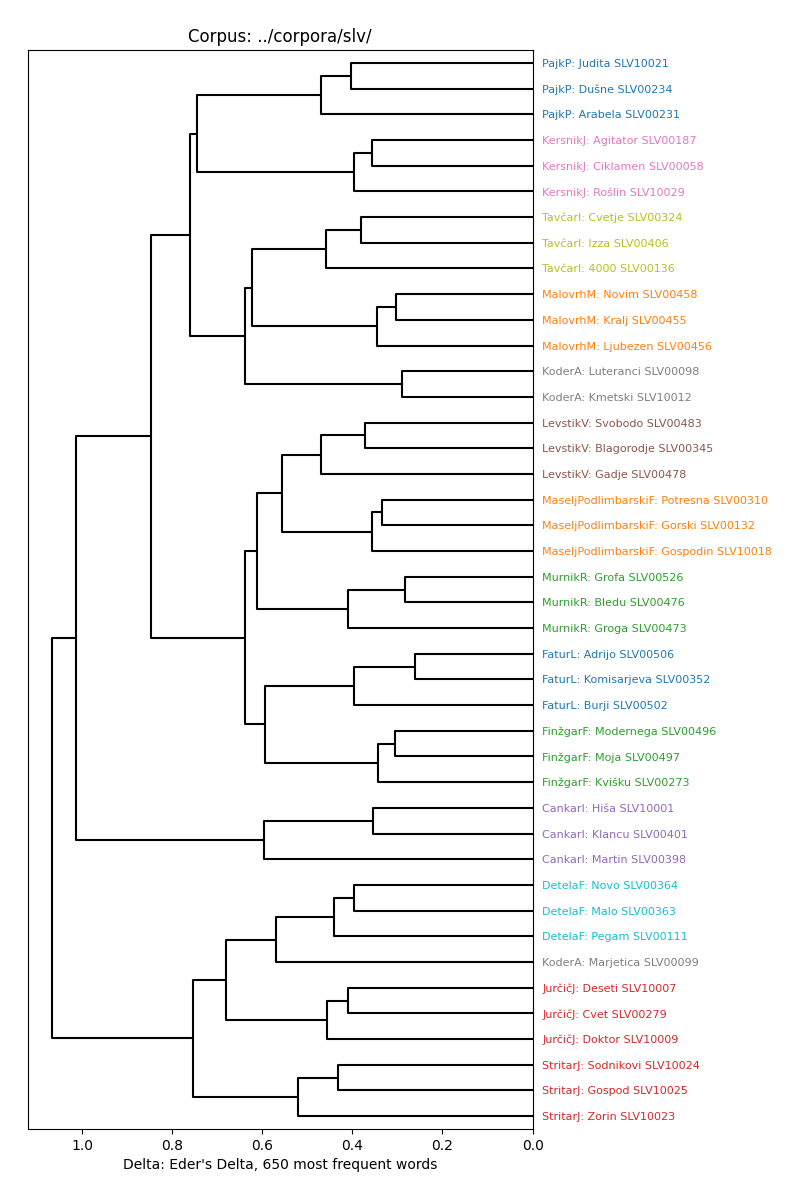 Corpus: ../corpora/slv/
PajkP: Judita SLV10021
PajkP: Dušne SLV00234
PajkP: Arabela SLV00231
KersnikJ: Agitator SLV00187
KersnikJ: Ciklamen SLV00058
KersnikJ: Rošlin SLV10029
TavčarI: Cvetje SLV00324
TavčarI: Izza SLV00406
TavčarI: 4000 SLV00136
MalovrhM: Novim SLV00458
MalovrhM: Kralj SLV00455
MalovrhM: Ljubezen SLV00456
KoderA: Luteranci SLV00098
KoderA: Kmetski SLV10012
LevstikV: Svobodo SLV00483
LevstikV: Blagorodje SLV00345
LevstikV: Gadje SLV00478
MaseljPodlimbarskiF: Potresna SLV00310
MaseljPodlimbarskiF: Gorski SLV00132
MaseljPodlimbarskiF: Gospodin SLV10018
MurnikR: Grofa SLV00526
MurnikR: Bledu SLV00476
MurnikR: Groga SLV00473
FaturL: Adrijo SLV00506
FaturL: Komisarjeva SLV00352
FaturL: Burji SLV00502
FinžgarF: Modernega SLV00496
FinžgarF: Moja SLV00497
FinžgarF: Kvišku SLV00273
CankarI: Hiša SLV10001
CankarI: Klancu SLV00401
CankarI: Martin SLV00398
DetelaF: Novo SLV00364
DetelaF: Malo SLV00363
DetelaF: Pegam SLV00111
KoderA: Marjetica SLV00099
JurčičJ: Deseti SLV10007
JurčičJ: Cvet SLV00279
JurčičJ: Doktor SLV10009
StritarJ: Sodnikovi SLV10024
StritarJ: Gospod SLV10025
StritarJ: Zorin SLV10023
1.0 0.8 0.6 0.4 0.2 0.0
Delta: Eder's Delta, 650 most frequent words